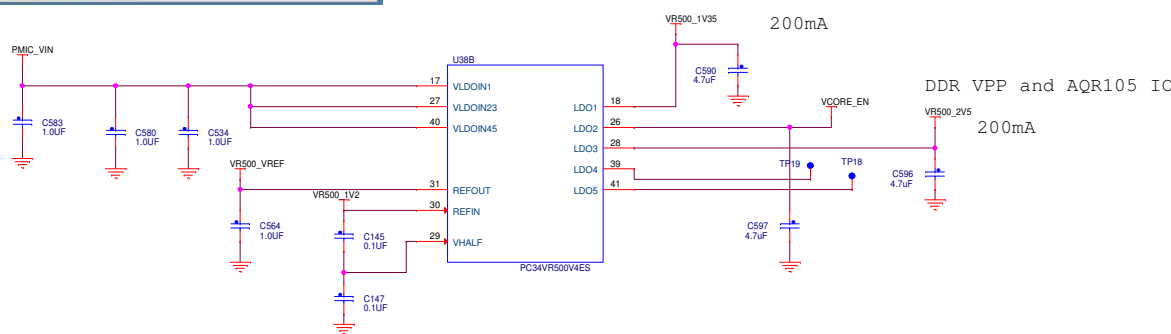 VR500_1V35
200mA
PMIC_VIN
U38B
C590
4.7uF
17
VLDOIN1
DDR VPP and AQR105 IO
27
VLDOIN23
LDO1
18
VCORE_EN
VR500_2V5
C583
1.0UF
C580
1.0UF
C534
1.0UF
40
VLDOIN45
LDO2
26
200mA
LDO3
28
VR500_VREF
LDO4
39
TP19
TP18
C596
4.7uF
31
REFOUT
LDO5
41
VR500_1V2
30
REFIN
C564
1.0UF
C145
0.1UF
29
VHALF
C597
4.7uF
PC34VR500V4ES
C147
0.1UF